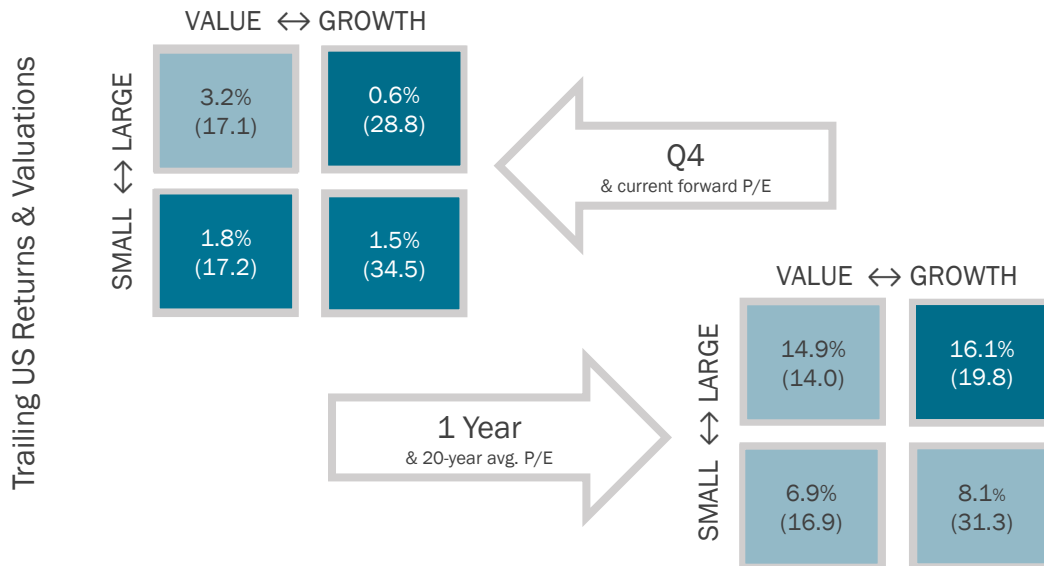 Trailing US Returns & Valuations
VALUE ↔ GROWTH
SMALL ↔ LARGE
3.2%
(17.1)
0.6%
(28.8)
1.8%
(17.2)
1.5%
(34.5)
Q4
& current forward P/E
1 Year
& 20-year avg. P/E
VALUE ↔ GROWTH
SMALL ↔ LARGE
14.9%
(14.0)
16.1%
(19.8)
6.9%
(16.9)
8.1%
(31.3)